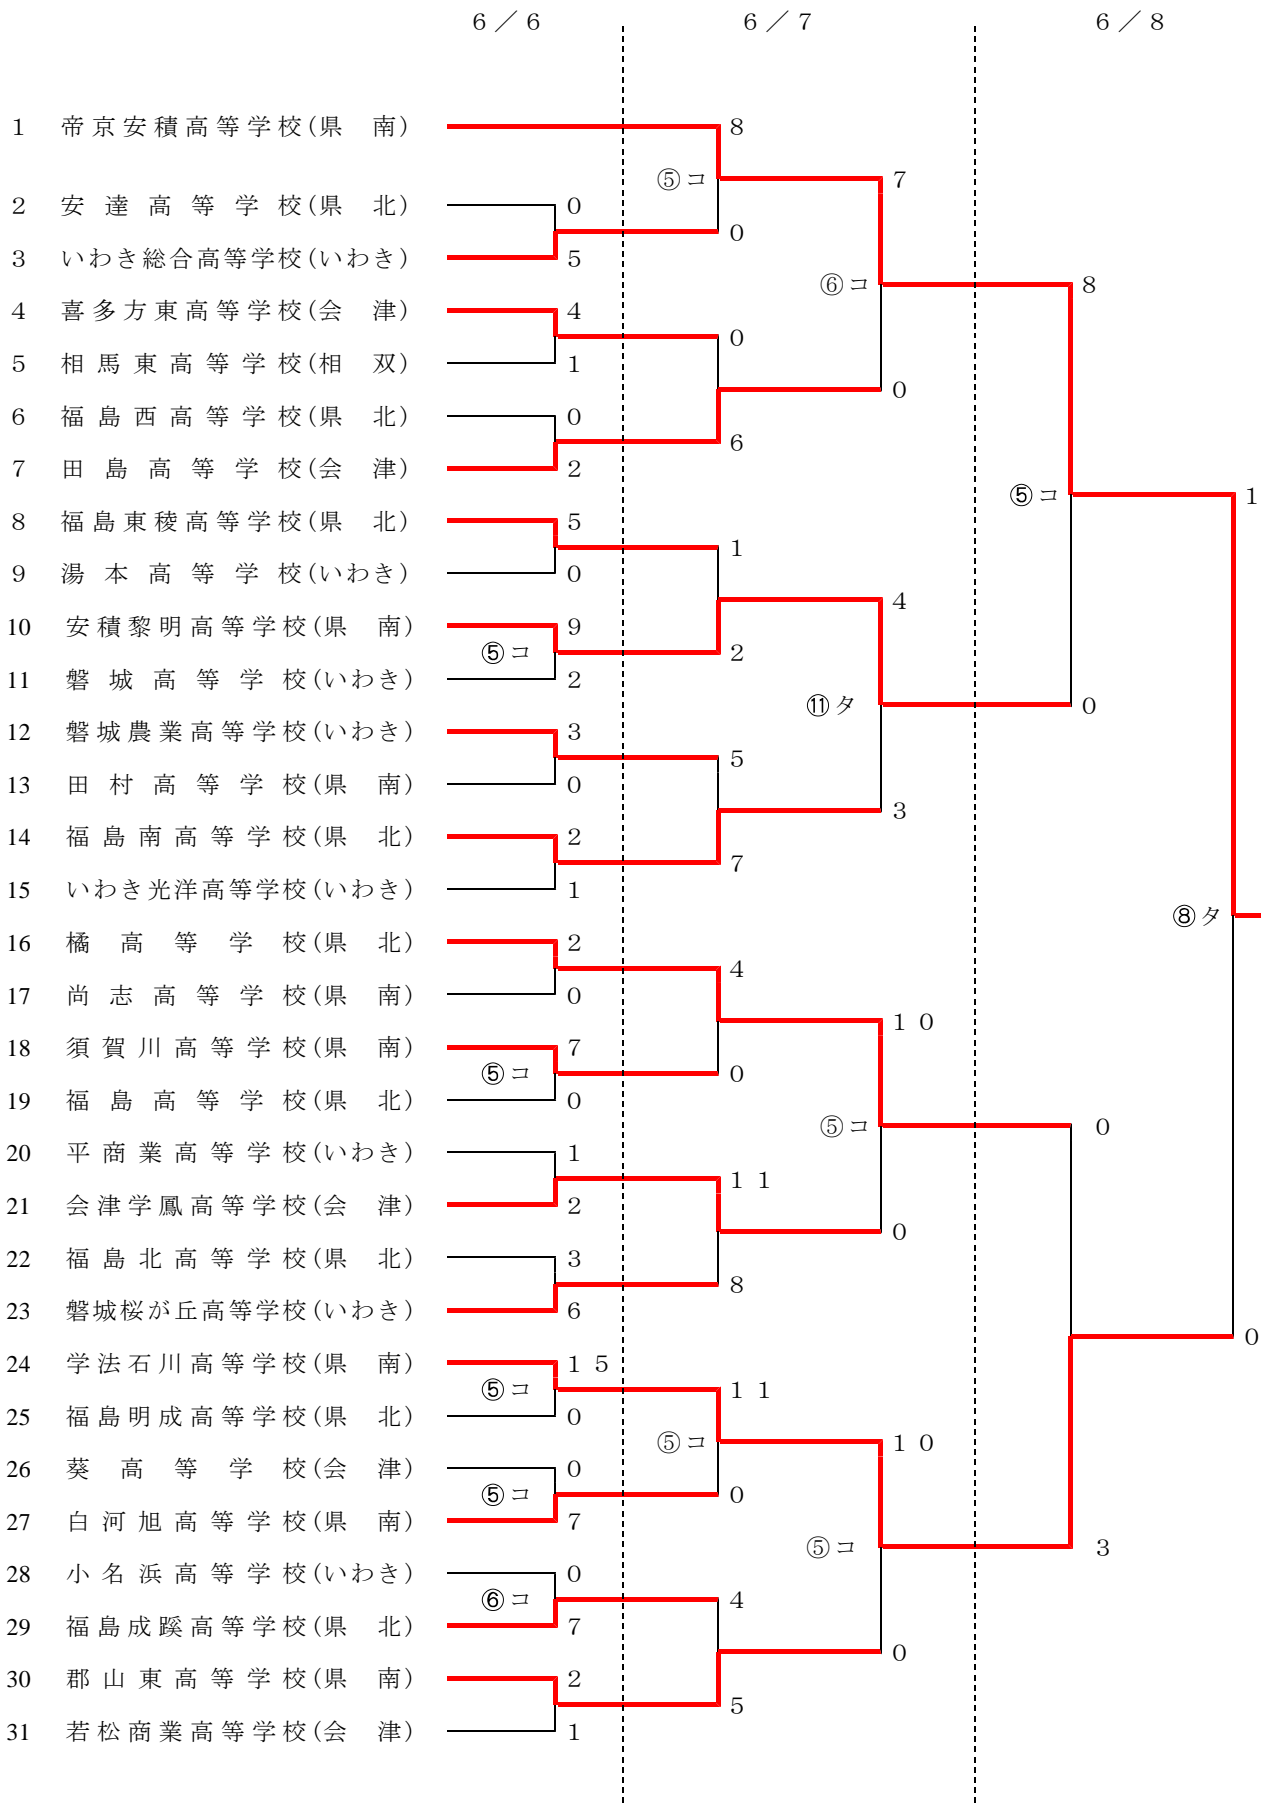 ６／６ ６／７ ６／８
1 帝京安積高等学校(県　南) 8
⑤コ 7
2 安達高等学校(県　北) 0
0
3 いわき総合高等学校(いわき) 5
⑥コ 8
4 喜多方東高等学校(会　津) 4
0
5 相馬東高等学校(相　双) 1
0
6 福島西高等学校(県　北) 0
6
7 田島高等学校(会　津) 2
⑤コ 1
8 福島東稜高等学校(県　北) 5
1
9 湯本高等学校(いわき) 0
4
10 安積黎明高等学校(県　南) 9
⑤コ 2
11 磐城高等学校(いわき) 2
⑪タ 0
12 磐城農業高等学校(いわき) 3
5
13 田村高等学校(県　南) 0
3
14 福島南高等学校(県　北) 2
7
15 いわき光洋高等学校(いわき) 1
⑧タ
16 橘高等学校(県　北) 2
4
17 尚志高等学校(県　南) 0
10
18 須賀川高等学校(県　南) 7
⑤コ 0
19 福島高等学校(県　北) 0
⑤コ 0
20 平商業高等学校(いわき) 1
11
21 会津学鳳高等学校(会　津) 2
0
22 福島北高等学校(県　北) 3
8
23 磐城桜が丘高等学校(いわき) 6
0
24 学法石川高等学校(県　南) 15
⑤コ 11
25 福島明成高等学校(県　北) 0
⑤コ 10
26 葵高等学校(会　津) 0
⑤コ 0
27 白河旭高等学校(県　南) 7
⑤コ 3
28 小名浜高等学校(いわき) 0
⑥コ 4
29 福島成蹊高等学校(県　北) 7
0
30 郡山東高等学校(県　南) 2
5
31 若松商業高等学校(会　津) 1